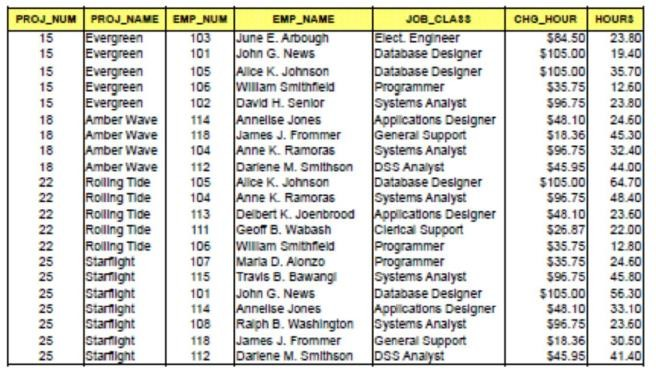 PROJ_NUM PROJ_NAME EMP_NUM EMP_NAME JOB_CLASS CHG_HOUR HOURS
15 Evergreen 103 June E. Arbough Elect. Engineer $84.50 23.80
15 Evergreen 101 John G. News Database Designer $105.00 19.40
15 Evergreen 105 Alice K. Johnson Database Designer $105.00 35.70
15 Evergreen 106 William Smithfield Programmer $35.75 12.60
15 Evergreen 102 David H. Senior Systems Analyst $96.75 23.80
18 Amber Wave 114 Annelise Jones Applications Designer $48.10 24.60
18 Amber Wave 118 James J. Frommer General Support $18.36 45.30
18 Amber Wave 104 Anne K. Ramoras Systems Analyst $96.75 32.40
18 Amber Wave 112 Darlene M. Smithson DSS Analyst $45.95 44.00
22 Rolling Tide 105 Alice K. Johnson Database Designer $105.00 64.70
22 Rolling Tide 104 Anne K. Ramoras Systems Analyst $96.75 48.40
22 Rolling Tide 113 Delbert K. Joenbrood Applications Designer $48.10 23.60
22 Rolling Tide 111 Geoff B. Wabash Clerical Support $26.87 22.00
22 Rolling Tide 106 William Smithfield Programmer $35.75 12.80
25 Starflight 107 Maria D. Alonzo Programmer $35.75 24.60
25 Starflight 115 Travis B. Bawangi Systems Analyst $96.75 45.80
25 Starflight 101 John G. News Database Designer $105.00 56.30
25 Starflight 114 Annelise Jones Applications Designer $48.10 33.10
25 Starflight 108 Ralph B. Washington Systems Analyst $96.75 23.60
25 Starflight 118 James J. Frommer General Support $18.36 30.50
25 Starflight 112 Darlene M. Smithson DSS Analyst $45.95 41.40